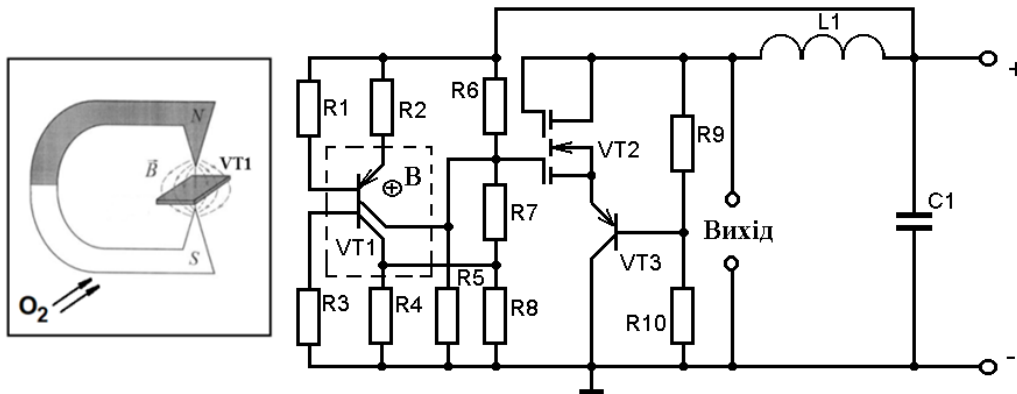 N
B
VT1
S
O2
R1
R2
R6
L1
+
B
VT2
R9
VT1
R7
Вихід
C1
VT3
R3
R4
R5
R8
R10
-